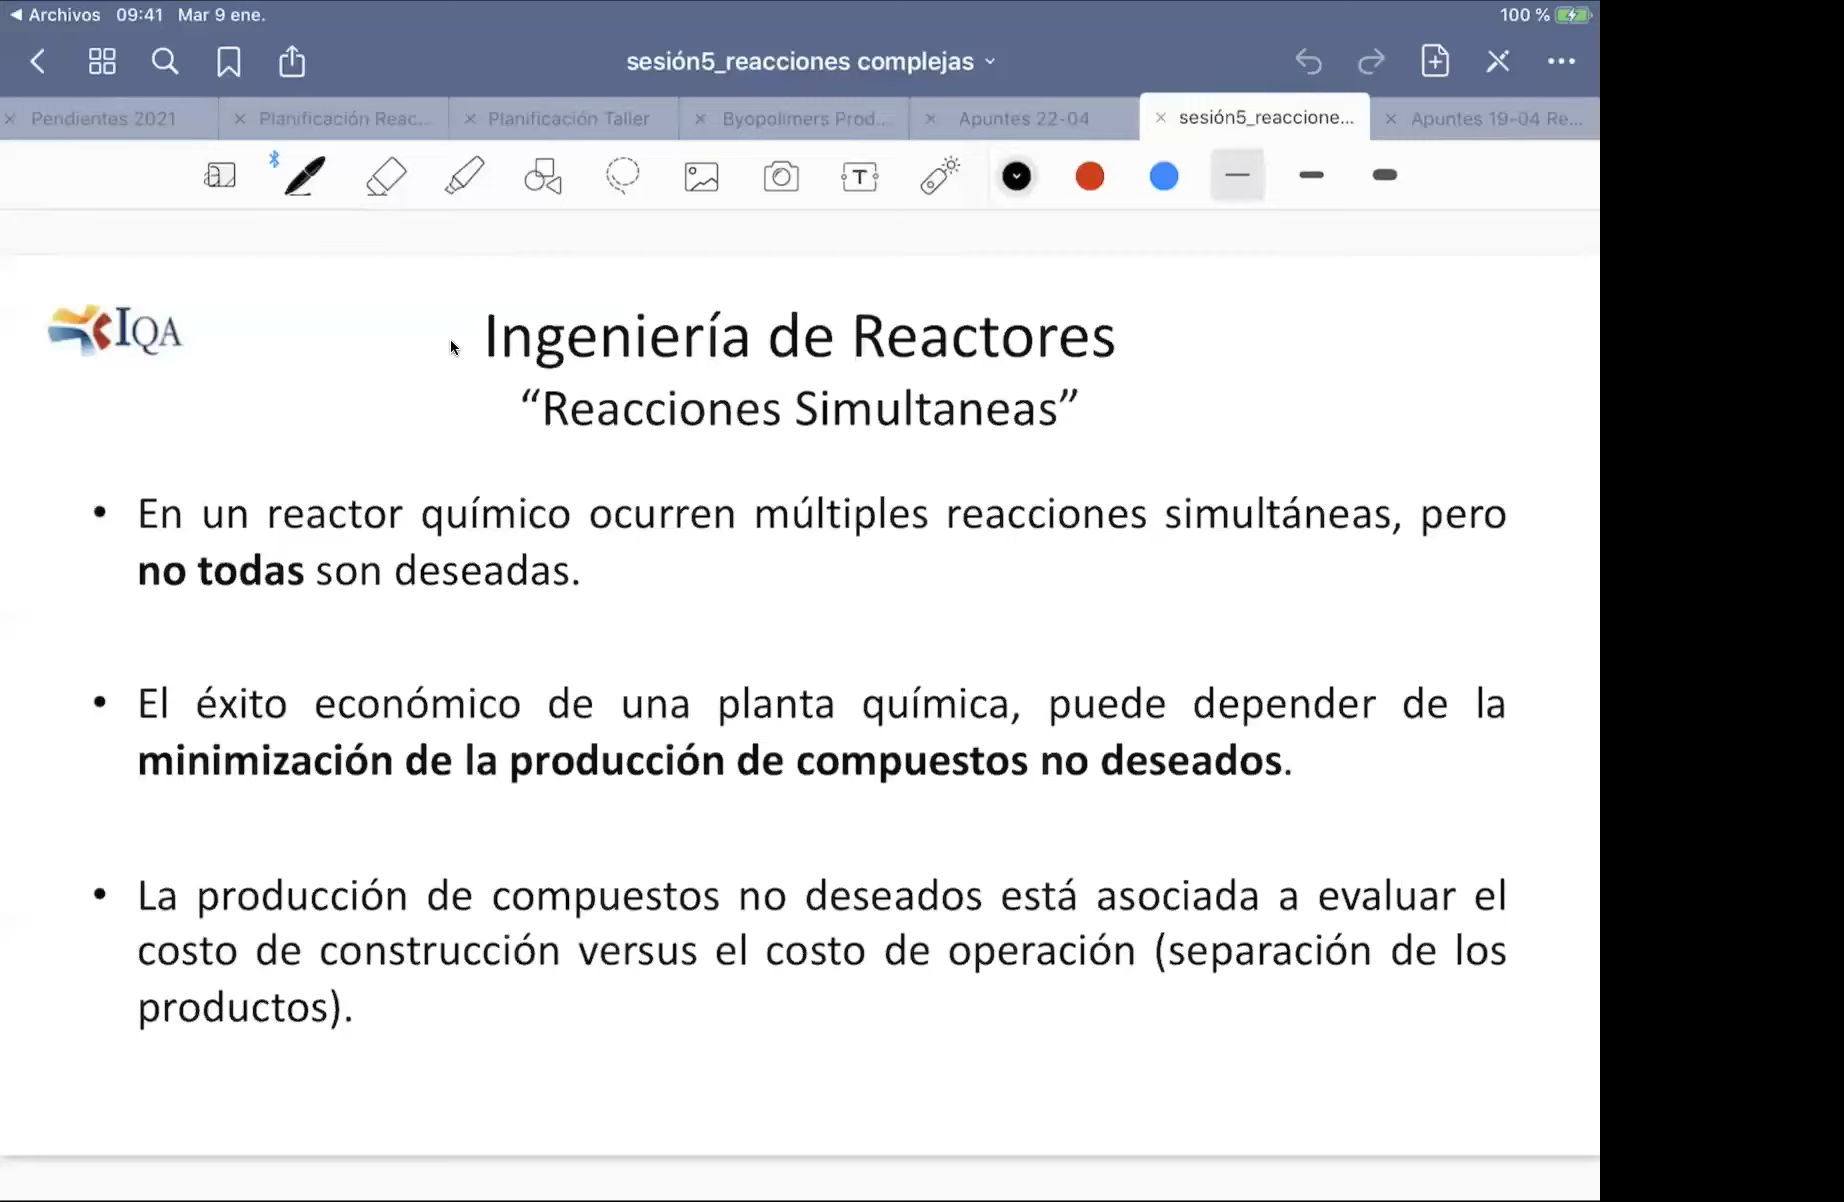 Archivos 09:41 Mar 9 ene. 100 %
sesión5_reacciones complejas
Pendientes 2021 Planificación Reac... Planificación Taller Byopolimers Prod... Apuntes 22-04 sesión5_reaccione... Apuntes 19-04 Re...
IQA
Ingeniería de Reactores
“Reacciones Simultaneas”
• En un reactor químico ocurren múltiples reacciones simultáneas, pero
no todas son deseadas.
• El éxito económico de una planta química, puede depender de la
minimización de la producción de compuestos no deseados.
• La producción de compuestos no deseados está asociada a evaluar el
costo de construcción versus el costo de operación (separación de los
productos).